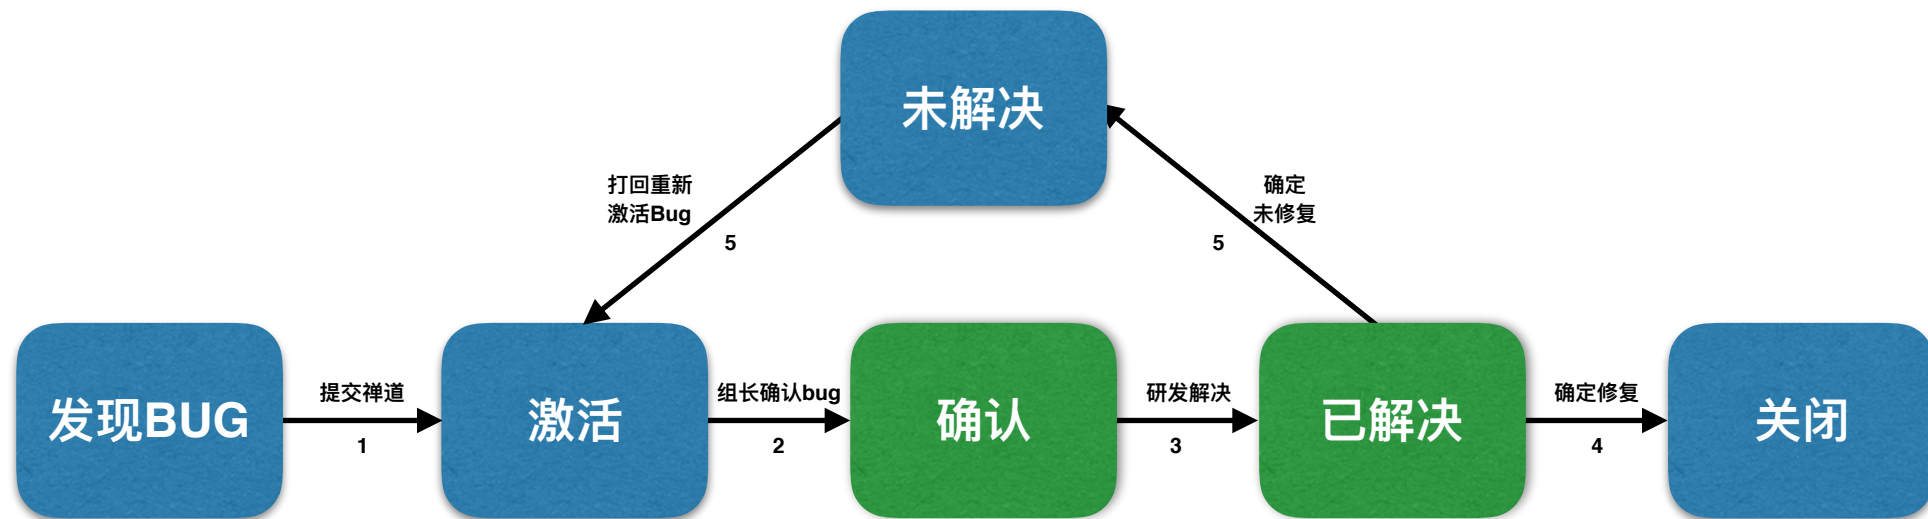 未解决
打回重新
激活Bug
5
确定
未修复
5
发现BUG
提交禅道
1
激活
组长确认bug
2
确认
研发解决
3
已解决
确定修复
4
关闭